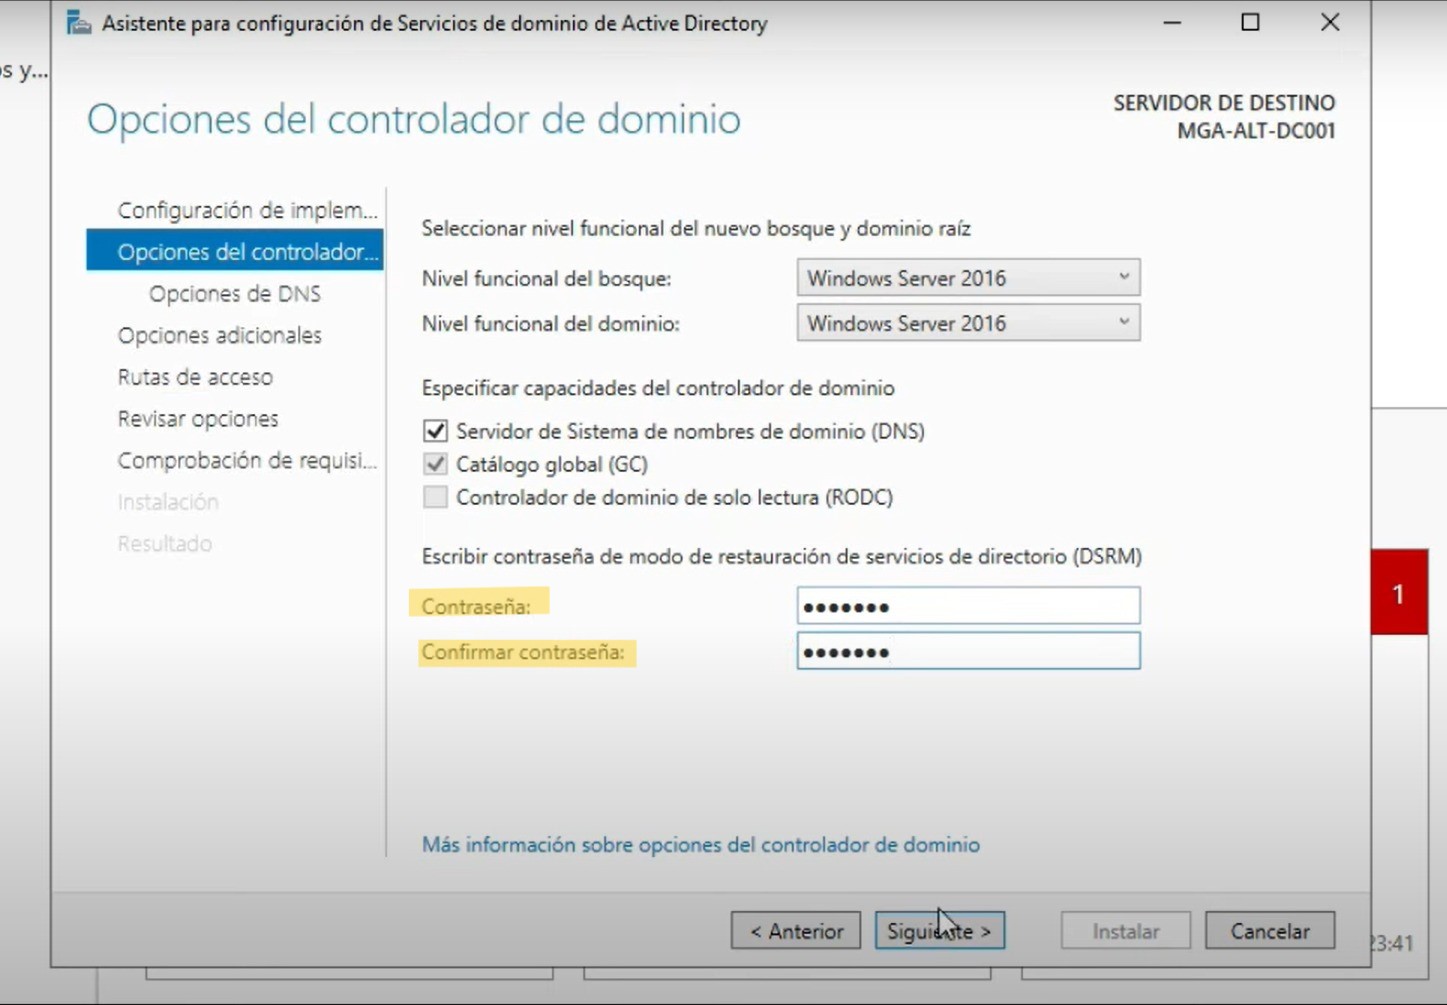 Asistente para configuración de Servicios de dominio de Active Directory
os y...
Opciones del controlador de dominio
SERVIDOR DE DESTINO
MGA-ALT-DC001
Configuración de implem...
Opciones del controlador...
Opciones de DNS
Opciones adicionales
Rutas de acceso
Revisar opciones
Comprobación de requisi...
Instalación
Resultado
Seleccionar nivel funcional del nuevo bosque y dominio raíz
Nivel funcional del bosque: Windows Server 2016
Nivel funcional del dominio: Windows Server 2016
Especificar capacidades del controlador de dominio
Servidor de Sistema de nombres de dominio (DNS)
Catálogo global (GC)
Controlador de dominio de solo lectura (RODC)
Escribir contraseña de modo de restauración de servicios de directorio (DSRM)
Contraseña: •••••••
Confirmar contraseña: •••••••
1
Más información sobre opciones del controlador de dominio
< Anterior Siguiente > Instalar Cancelar
23:41